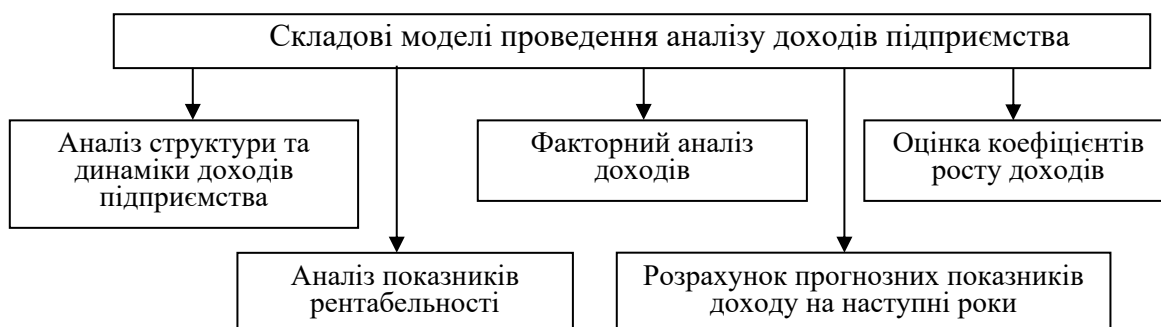 Складові моделі проведення аналізу доходів підприємства
Аналіз структури та
динаміки доходів
підприємства
Факторний аналіз
доходів
Оцінка коефіцієнтів
росту доходів
Аналіз показників
рентабельності
Розрахунок прогнозних показників
доходу на наступні роки